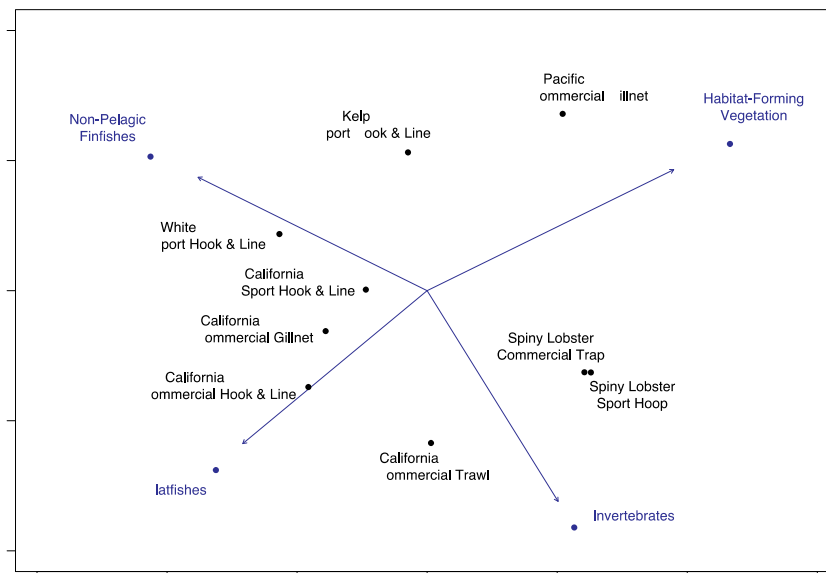 Pacific
ommercial illnet
Habitat-Forming
Vegetation
Non-Pelagic
Finfishes
Kelp
port ook & Line
White
port Hook & Line
California
Sport Hook & Line
California
ommercial Gillnet
Spiny Lobster
Commercial Trap
California
ommercial Hook & Line
Spiny Lobster
Sport Hoop
California
ommercial Trawl
latfishes
Invertebrates